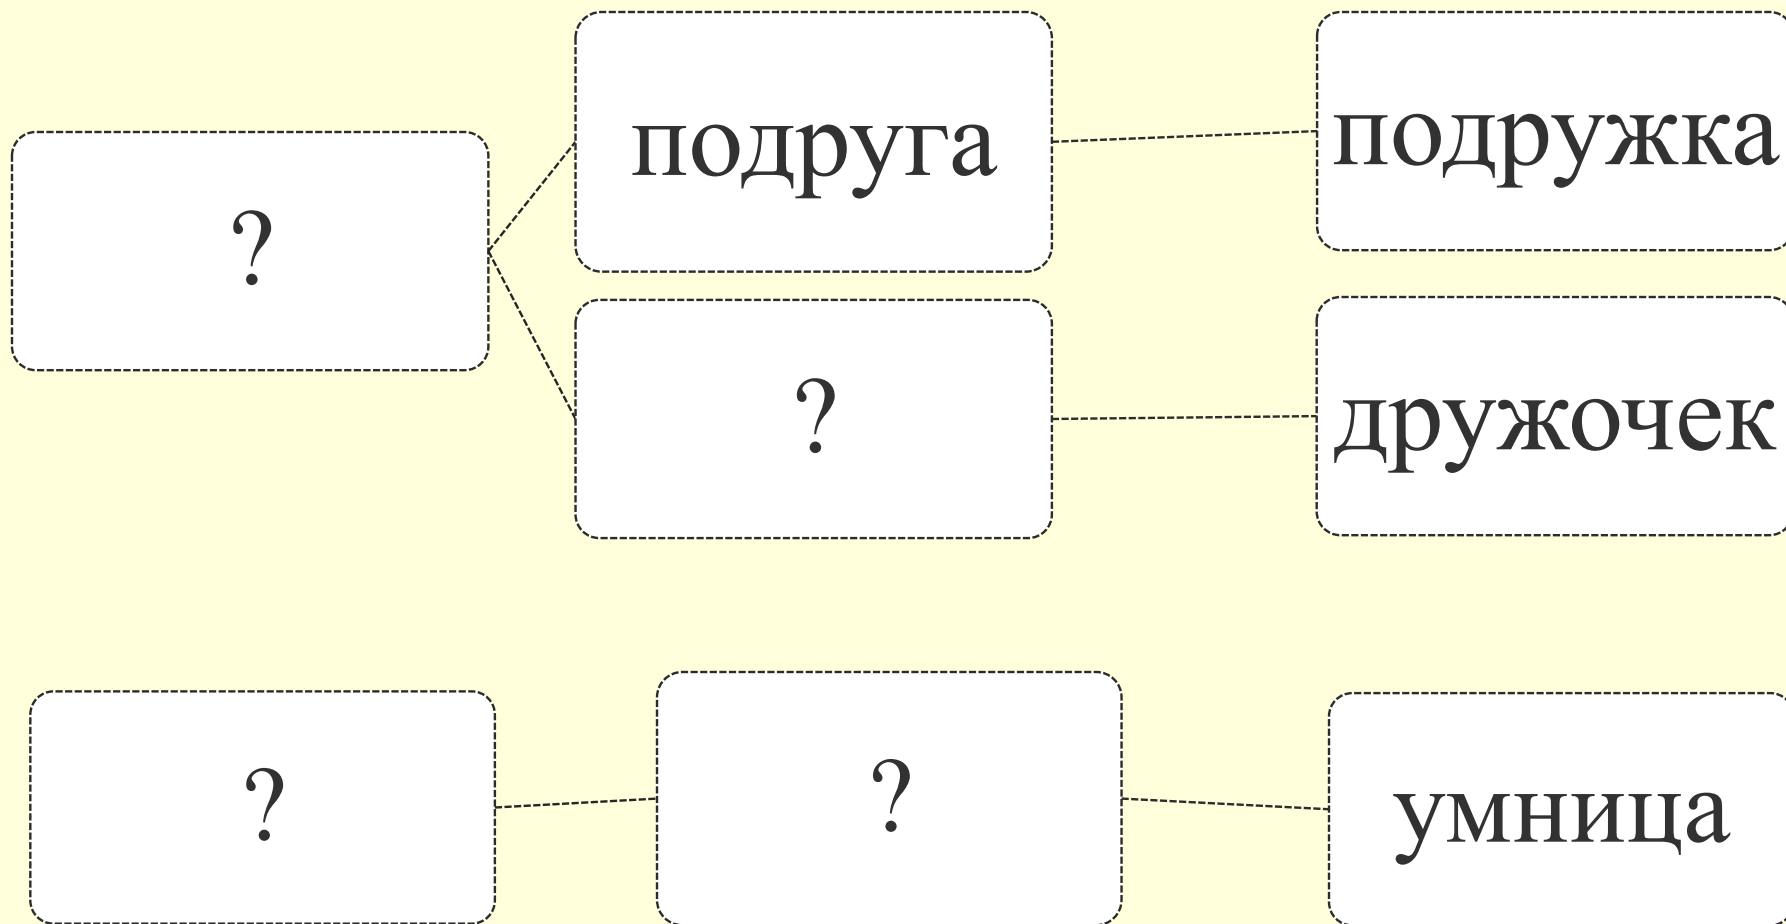 подруга
подружка
?
?
дружочек
?
?
умница